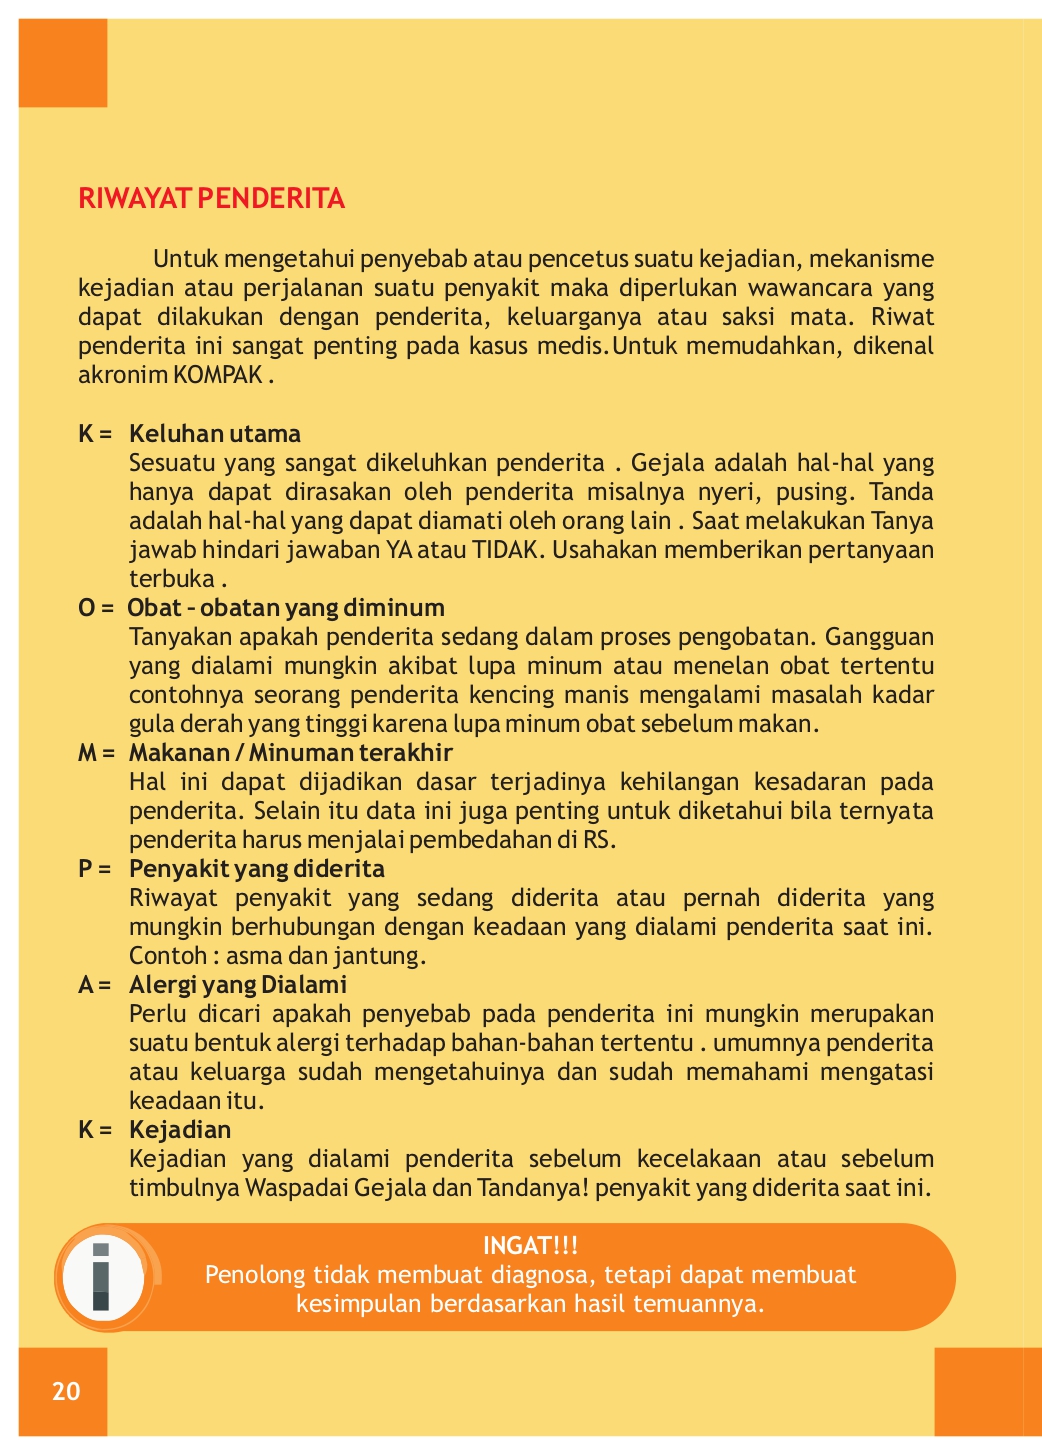 RIWAYAT PENDERITA
Untuk mengetahui penyebab atau pencetus suatu kejadian, mekanisme
kejadian atau perjalanan suatu penyakit maka diperlukan wawancara yang
dapat dilakukan dengan penderita, keluarganya atau saksi mata. Riwat
penderita ini sangat penting pada kasus medis.Untuk memudahkan, dikenal
akronim KOMPAK .
K = Keluhan utama
Sesuatu yang sangat dikeluhkan penderita . Gejala adalah hal-hal yang
hanya dapat dirasakan oleh penderita misalnya nyeri, pusing. Tanda
adalah hal-hal yang dapat diamati oleh orang lain . Saat melakukan Tanya
jawab hindari jawaban YA atau TIDAK. Usahakan memberikan pertanyaan
terbuka .
O = Obat – obatan yang diminum
Tanyakan apakah penderita sedang dalam proses pengobatan. Gangguan
yang dialami mungkin akibat lupa minum atau menelan obat tertentu
contohnya seorang penderita kencing manis mengalami masalah kadar
gula derah yang tinggi karena lupa minum obat sebelum makan.
M = Makanan / Minuman terakhir
Hal ini dapat dijadikan dasar terjadinya kehilangan kesadaran pada
penderita. Selain itu data ini juga penting untuk diketahui bila ternyata
penderita harus menjalai pembedahan di RS.
P = Penyakit yang diderita
Riwayat penyakit yang sedang diderita atau pernah diderita yang
mungkin berhubungan dengan keadaan yang dialami penderita saat ini.
Contoh : asma dan jantung.
A = Alergi yang Dialami
Perlu dicari apakah penyebab pada penderita ini mungkin merupakan
suatu bentuk alergi terhadap bahan-bahan tertentu . umumnya penderita
atau keluarga sudah mengetahuinya dan sudah memahami mengatasi
keadaan itu.
K = Kejadian
Kejadian yang dialami penderita sebelum kecelakaan atau sebelum
timbulnya Waspadai Gejala dan Tandanya! penyakit yang diderita saat ini.
INGAT!!!
Penolong tidak membuat diagnosa, tetapi dapat membuat
kesimpulan berdasarkan hasil temuannya.
20